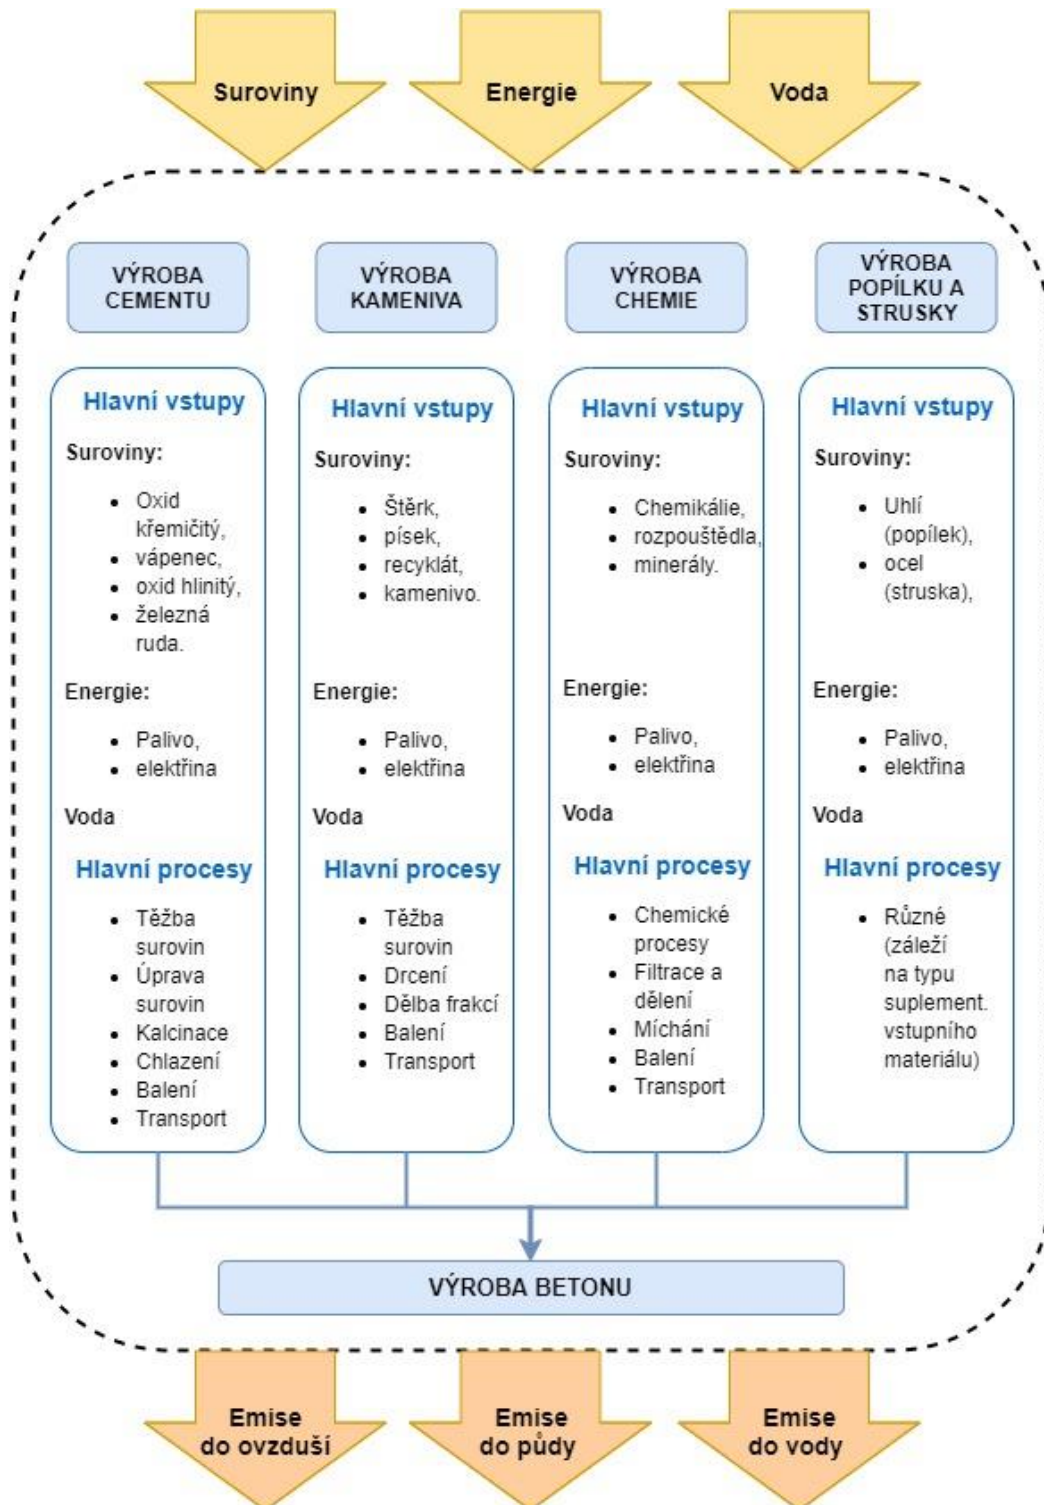 Suroviny
Energie
Voda
VÝROBA
CEMENTU
Hlavní vstupy
Suroviny:
Oxid
křemičitý,
vápenec,
oxid hlinitý,
železná
ruda.
Energie:
Palivo,
elektřina
Voda
Hlavní procesy
Těžba
surovin
Úprava
surovin
Kalcinace
Chlazení
Balení
Transport
VÝROBA
KAMENIVA
Hlavní vstupy
Suroviny:
Štěrk,
písek,
recyklát,
kamenivo.
Energie:
Palivo,
elektřina
Voda
Hlavní procesy
Těžba
surovin
Drcení
Dělba frakcí
Balení
Transport
VÝROBA
CHEMIE
Hlavní vstupy
Suroviny:
Chemikálie,
rozpouštědla,
minerály.
Energie:
Palivo,
elektřina
Voda
Hlavní procesy
Chemické
procesy
Filtrace a
dělení
Míchání
Balení
Transport
VÝROBA
POPÍLKU A
STRUSKY
Hlavní vstupy
Suroviny:
Uhlí
(popílek),
ocel
(struska),
Energie:
Palivo,
elektřina
Voda
Hlavní procesy
Různé
(záleží
na typu
suplement.
vstupního
materiálu)
VÝROBA BETONU
Emise
do ovzduší
Emise
do půdy
Emise
do vody